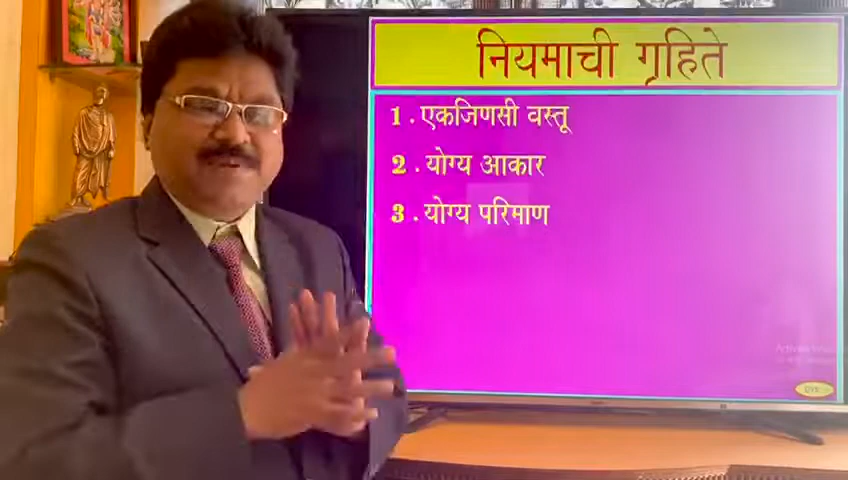 नियमाची गृहिते
1 . एकजिणसी वस्तू
2 . योग्य आकार
3 . योग्य परिमाण